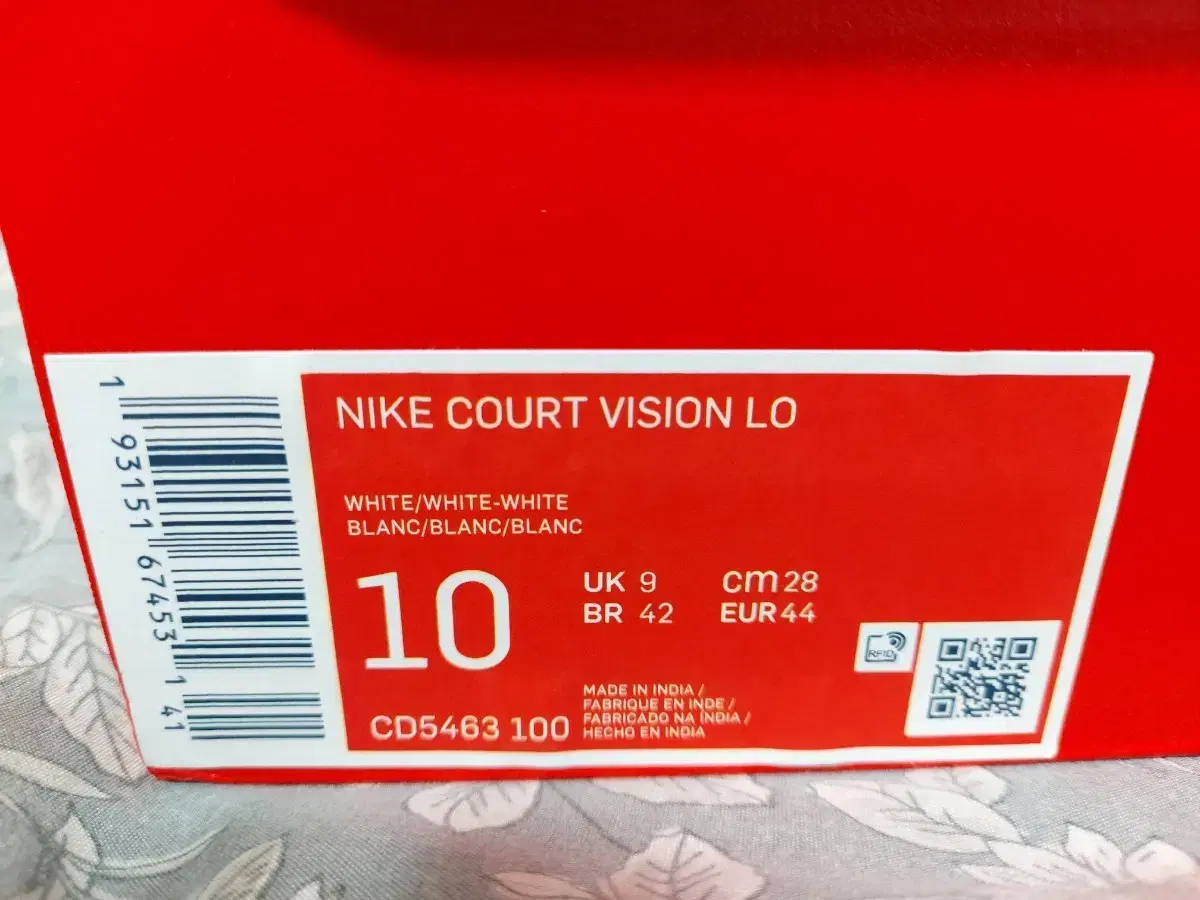 NIKE COURT VISION LO
WHITE/WHITE-WHITE
BLANC/BLANC/BLANC
10
UK 9 cm 28
BR 42 EUR 44
CD5463 100
MADE IN INDIA /
FABRIQUE EN INDE /
FABRICADO NA ÍNDIA /
HECHO EN INDIA
RFID
1 93151 67453 1 41